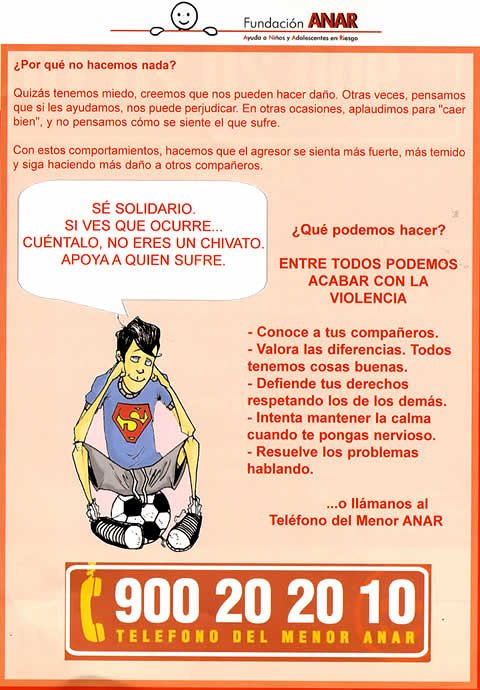 Fundación ANAR
Ayuda a Niños y Adolescentes en Riesgo
¿Por qué no hacemos nada?
Quizás tenemos miedo, creemos que nos pueden hacer daño. Otras veces, pensamos
que si les ayudamos, nos puede perjudicar. En otras ocasiones, aplaudimos para "caer
bien", y no pensamos cómo se siente el que sufre.
Con estos comportamientos, hacemos que el agresor se sienta más fuerte, más temido
y siga haciendo más daño a otros compañeros.
SÉ SOLIDARIO.
SI VES QUE OCURRE...
CUÉNTALO, NO ERES UN CHIVATO.
APOYA A QUIEN SUFRE.
¿Qué podemos hacer?
ENTRE TODOS PODEMOS
ACABAR CON LA
VIOLENCIA
- Conoce a tus compañeros.
- Valora las diferencias. Todos
tenemos cosas buenas.
- Defiende tus derechos
respetando los de los demás.
- Intenta mantener la calma
cuando te pongas nervioso.
- Resuelve los problemas
hablando.
...o llámanos al
Teléfono del Menor ANAR
S
900 20 20 10
TELEFONO DEL MENOR ANAR